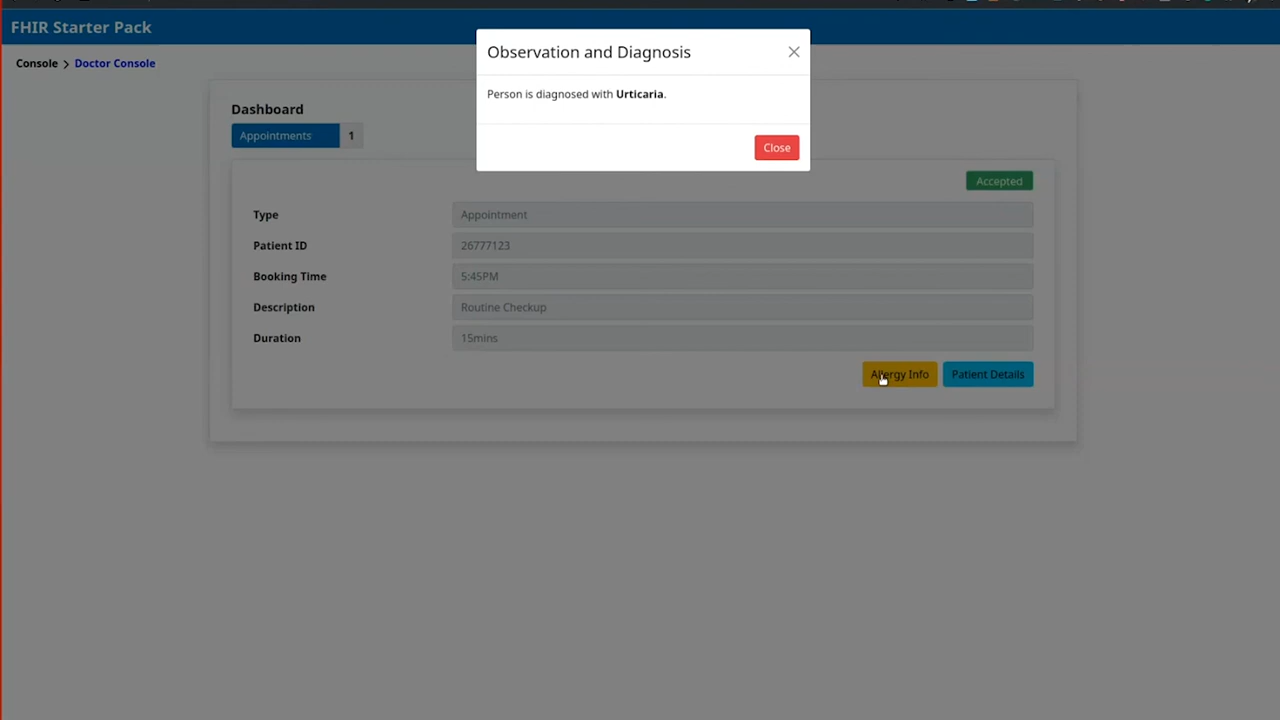 FHIR Starter Pack
Console > Doctor Console
Observation and Diagnosis
Person is diagnosed with Urticaria.
Close
Dashboard
Appointments 1
Accepted
Type Appointment
Patient ID 26777123
Booking Time 5:45PM
Description Routine Checkup
Duration 15mins
Allergy Info Patient Details